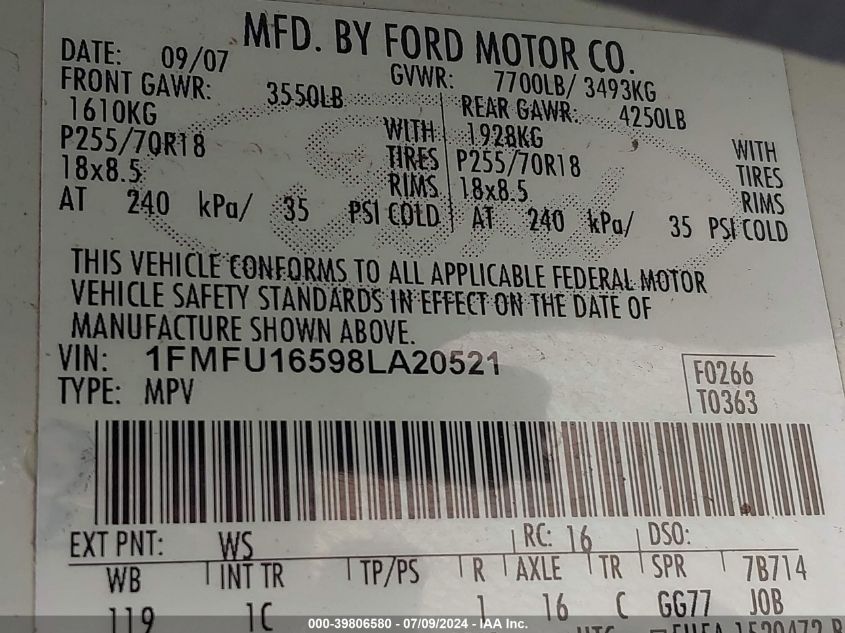 MFD. BY FORD MOTOR CO.
DATE: 09/07 GVWR: 7700LB/ 3493KG
FRONT GAWR: 3550LB REAR GAWR: 4250LB
1610KG WITH 1928KG WITH
P255/70R18 TIRES P255/70R18 TIRES
18x8.5 RIMS 18x8.5 RIMS
AT 240 kPa/ 35 PSI COLD AT 240 kPa/ 35 PSI COLD
THIS VEHICLE CONFORMS TO ALL APPLICABLE FEDERAL MOTOR
VEHICLE SAFETY STANDARDS IN EFFECT ON THE DATE OF
MANUFACTURE SHOWN ABOVE.
VIN: 1FMFU16598LA20521
F0266
TYPE: MPV
T0363
EXT PNT: WS RC: 16 DSO:
WB INT TR TP/PS R AXLE TR SPR 7B714
119 1C 1 16 C GG77 JOB
000-39806580 - 07/09/2024 - IAA Inc.